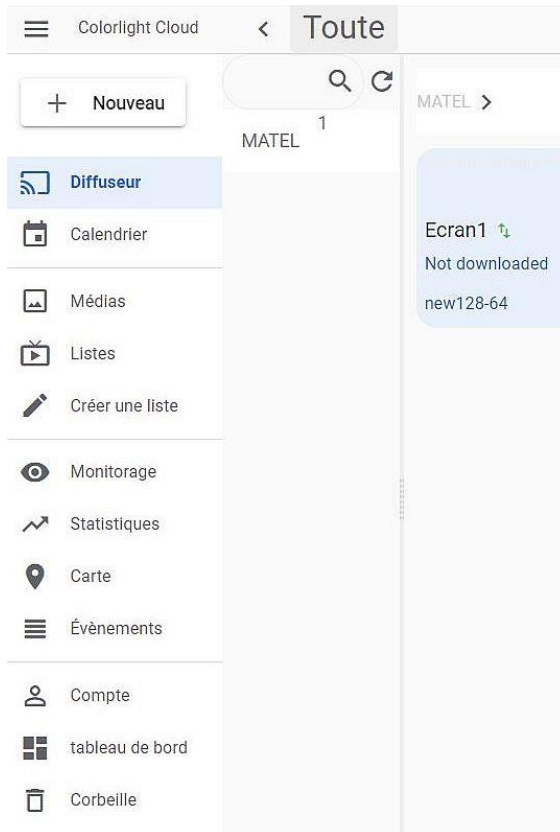 Colorlight Cloud
Toute
Nouveau
MATEL 1
MATEL
Diffuseur
Calendrier
Ecran1
Not downloaded
new128-64
Médias
Listes
Créer une liste
Monitorage
Statistiques
Carte
Évènements
Compte
tableau de bord
Corbeille